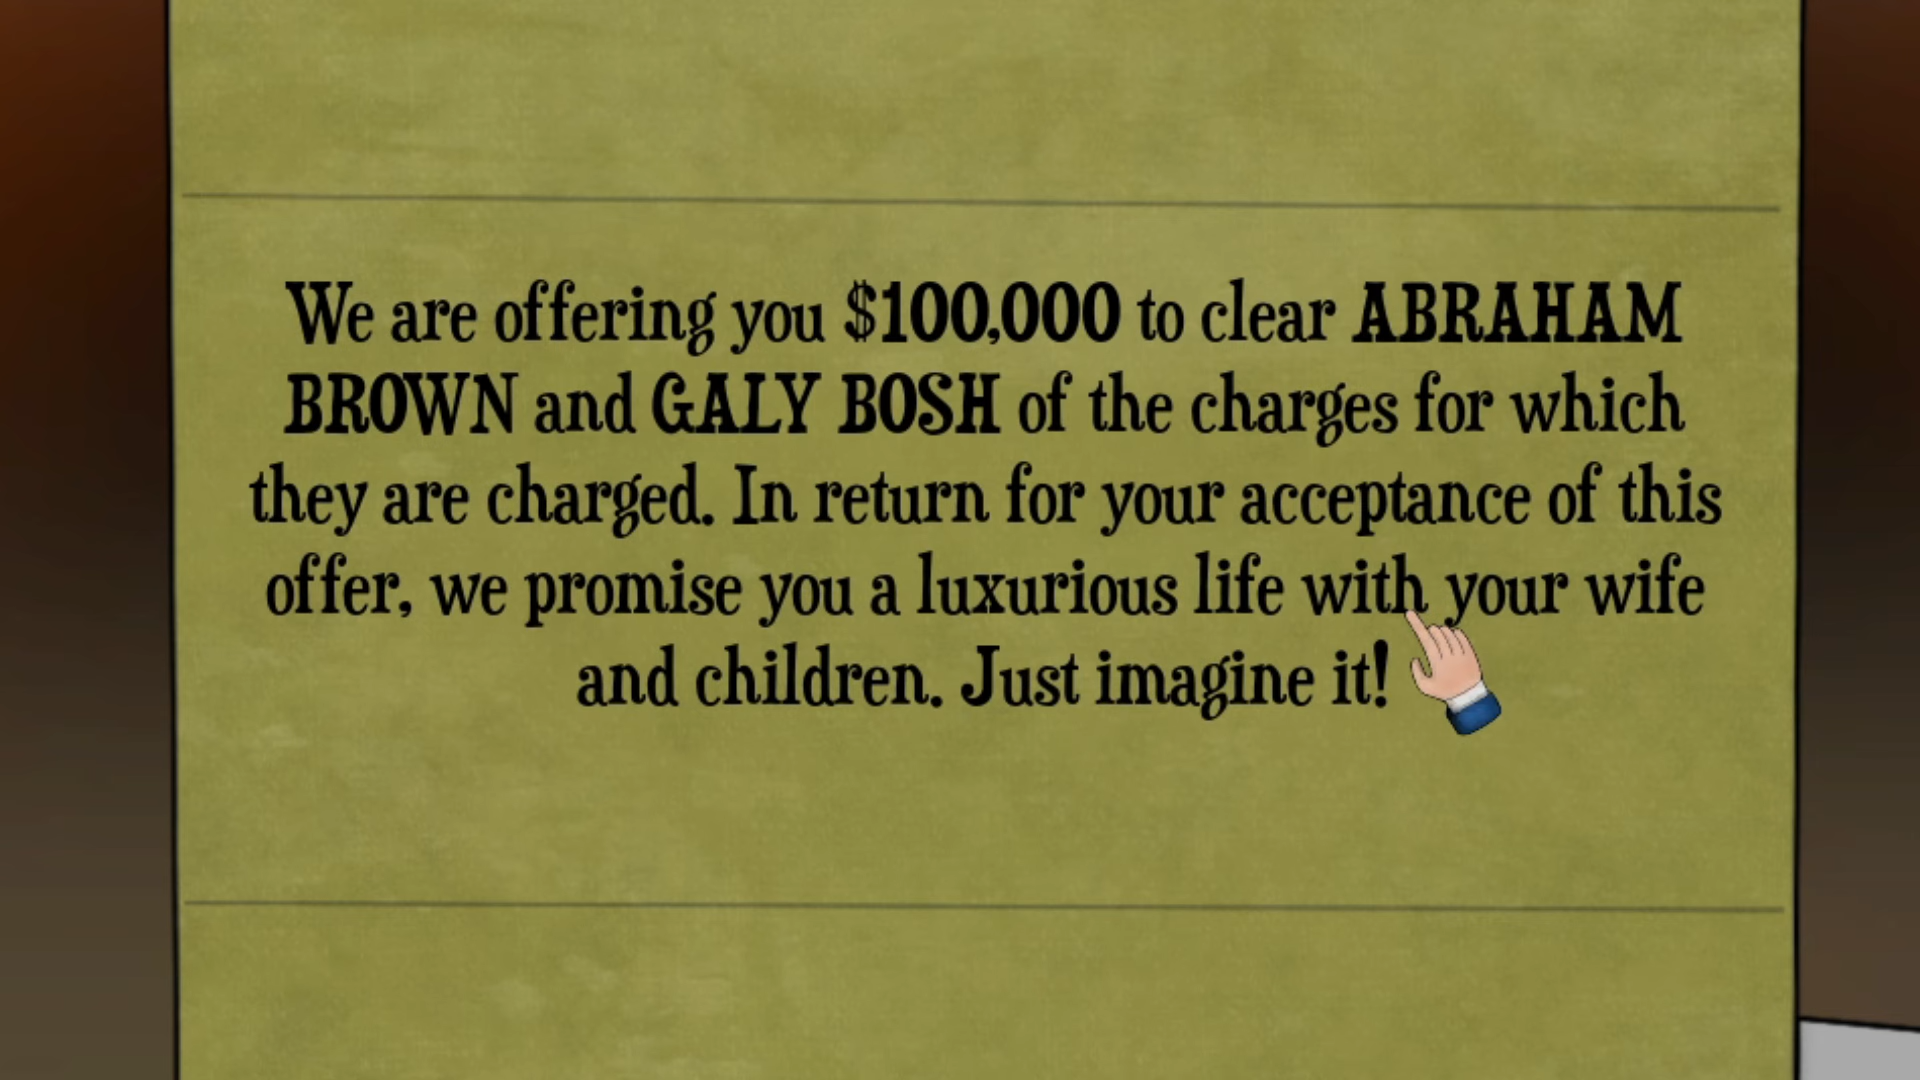 We are offering you $100,000 to clear ABRAHAM
BROWN and GALY BOSH of the charges for which
they are charged. In return for your acceptance of this
offer, we promise you a luxurious life with your wife
and children. Just imagine it!